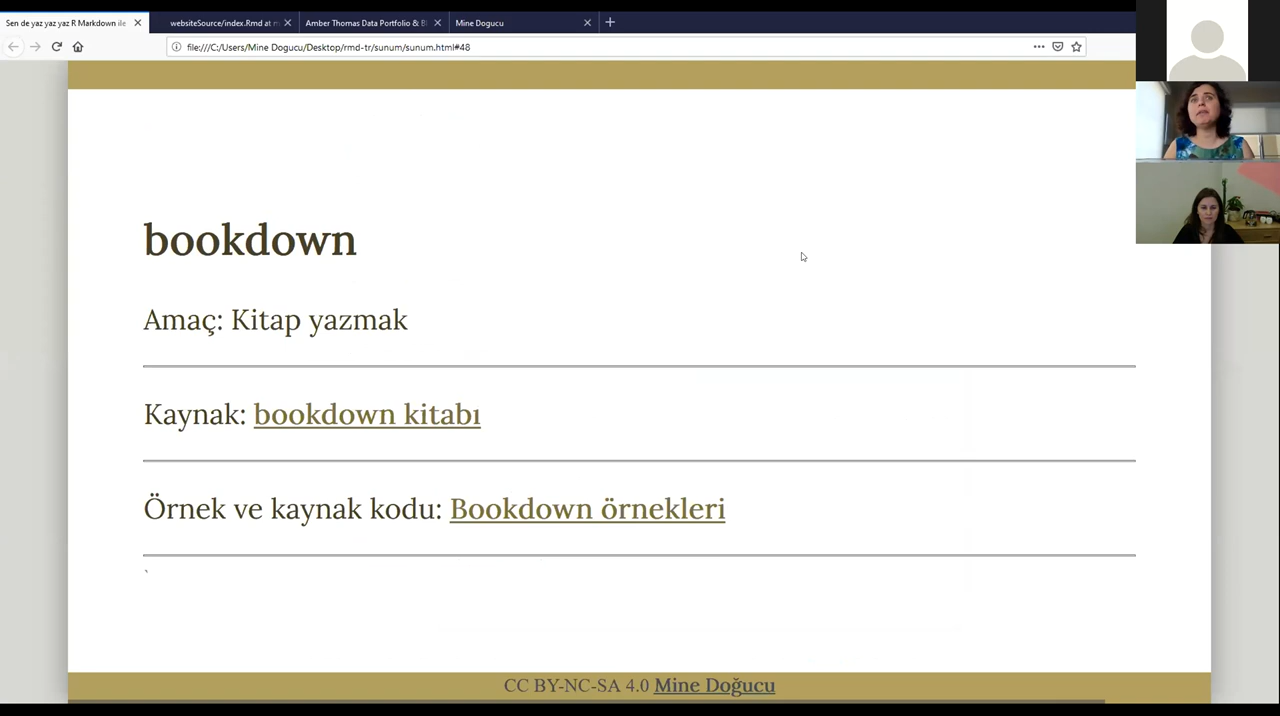 Sen de yaz yaz yaz R Markdown ile
websiteSource/index.Rmd at m
Amber Thomas Data Portfolio & B
Mine Dogucu
file:///C:/Users/Mine Dogucu/Desktop/rmd-tr/sunum/sunum.html#48
bookdown
Amaç: Kitap yazmak
Kaynak: bookdown kitabı
Örnek ve kaynak kodu: Bookdown örnekleri
`
CC BY-NC-SA 4.0 Mine Doğucu